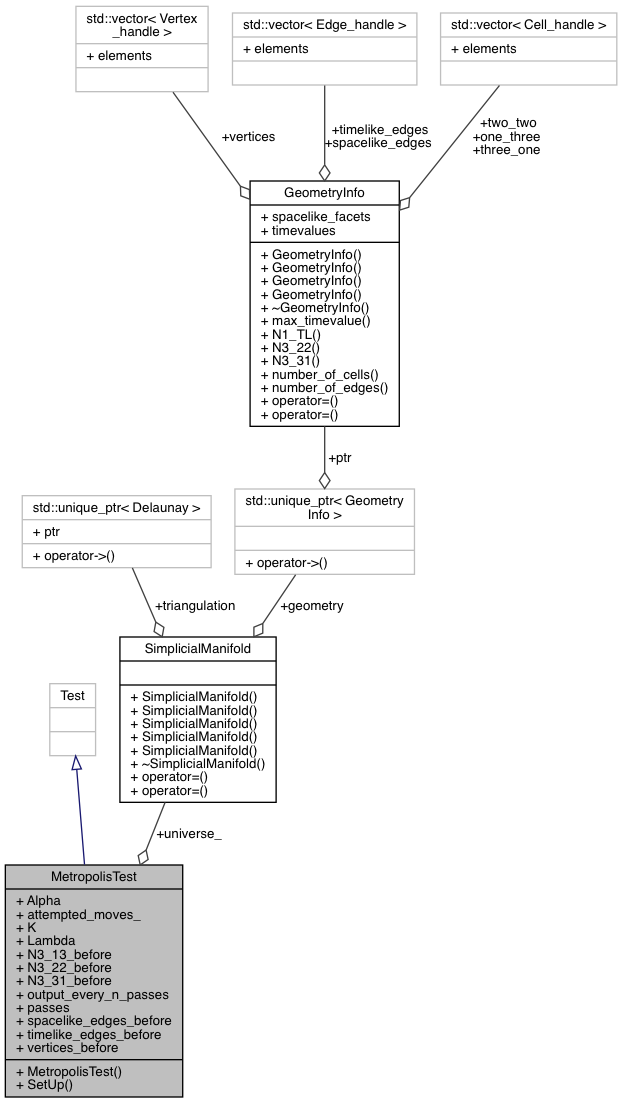 std::vector< Vertex
_handle >
+ elements
std::vector< Edge_handle >
+ elements
std::vector< Cell_handle >
+ elements
+vertices
+timelike_edges
+spacelike_edges
+two_two
+one_three
+three_one
GeometryInfo
+ spacelike_facets
+ timevalues
+ GeometryInfo()
+ GeometryInfo()
+ GeometryInfo()
+ GeometryInfo()
+ ~GeometryInfo()
+ max_timevalue()
+ N1_TL()
+ N3_22()
+ N3_31()
+ number_of_cells()
+ number_of_edges()
+ operator=()
+ operator=()
+ptr
std::unique_ptr< Delaunay >
+ ptr
+ operator->()
std::unique_ptr< Geometry
Info >
+ operator->()
+triangulation
+geometry
SimplicialManifold
+ SimplicialManifold()
+ SimplicialManifold()
+ SimplicialManifold()
+ SimplicialManifold()
+ SimplicialManifold()
+ ~SimplicialManifold()
+ operator=()
+ operator=()
Test
+universe_
MetropolisTest
+ Alpha
+ attempted_moves_
+ K
+ Lambda
+ N3_13_before
+ N3_22_before
+ N3_31_before
+ output_every_n_passes
+ passes
+ spacelike_edges_before
+ timelike_edges_before
+ vertices_before
+ MetropolisTest()
+ SetUp()